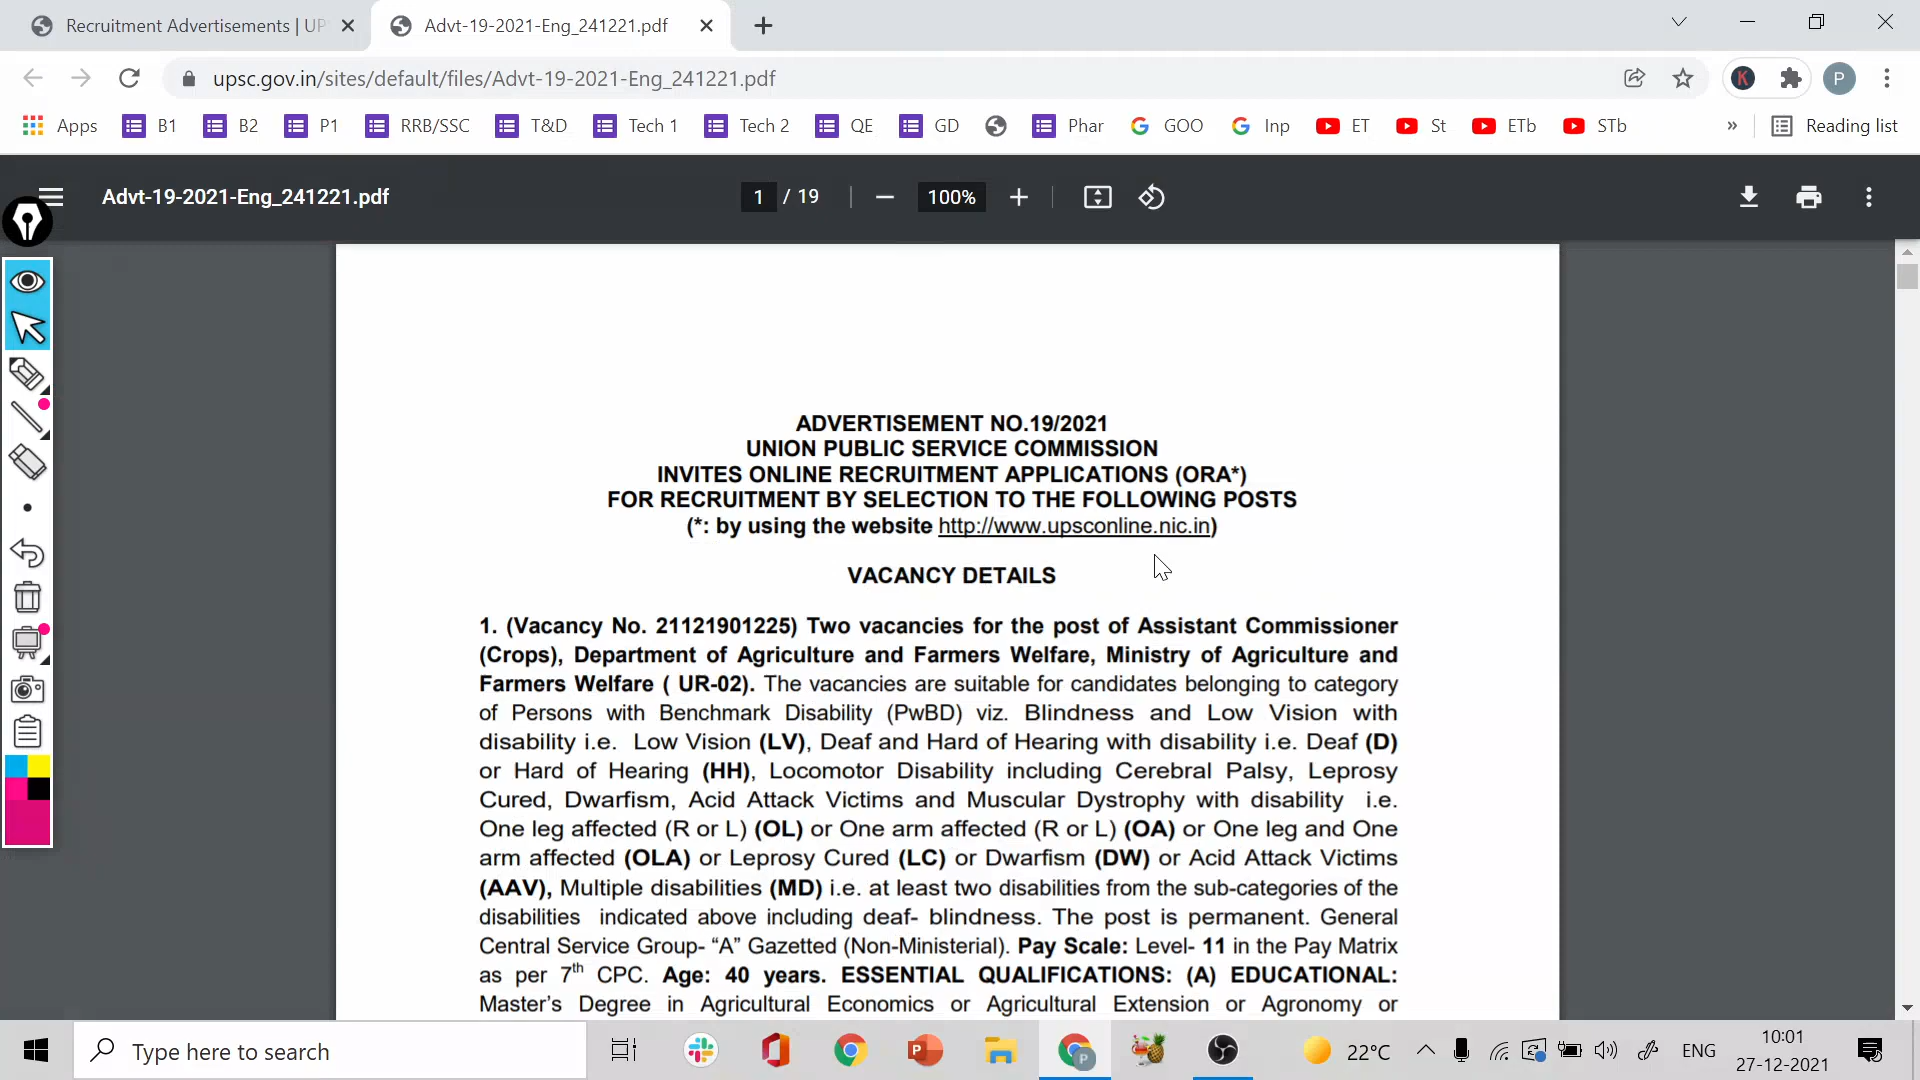 Recruitment Advertisements | UP
Advt-19-2021-Eng_241221.pdf
upsc.gov.in/sites/default/files/Advt-19-2021-Eng_241221.pdf
K
P
Apps B1 B2 P1 RRB/SSC T&D Tech 1 Tech 2 QE GD Phar GOO Inp ET St ETb STb » Reading list
Advt-19-2021-Eng_241221.pdf 1 / 19 100%
ADVERTISEMENT NO.19/2021
UNION PUBLIC SERVICE COMMISSION
INVITES ONLINE RECRUITMENT APPLICATIONS (ORA*)
FOR RECRUITMENT BY SELECTION TO THE FOLLOWING POSTS
(*: by using the website http://www.upsconline.nic.in)
VACANCY DETAILS
1. (Vacancy No. 21121901225) Two vacancies for the post of Assistant Commissioner
(Crops), Department of Agriculture and Farmers Welfare, Ministry of Agriculture and
Farmers Welfare ( UR-02). The vacancies are suitable for candidates belonging to category
of Persons with Benchmark Disability (PwBD) viz. Blindness and Low Vision with
disability i.e. Low Vision (LV), Deaf and Hard of Hearing with disability i.e. Deaf (D)
or Hard of Hearing (HH), Locomotor Disability including Cerebral Palsy, Leprosy
Cured, Dwarfism, Acid Attack Victims and Muscular Dystrophy with disability i.e.
One leg affected (R or L) (OL) or One arm affected (R or L) (OA) or One leg and One
arm affected (OLA) or Leprosy Cured (LC) or Dwarfism (DW) or Acid Attack Victims
(AAV), Multiple disabilities (MD) i.e. at least two disabilities from the sub-categories of the
disabilities indicated above including deaf- blindness. The post is permanent. General
Central Service Group- “A” Gazetted (Non-Ministerial). Pay Scale: Level- 11 in the Pay Matrix
as per 7th CPC. Age: 40 years. ESSENTIAL QUALIFICATIONS: (A) EDUCATIONAL:
Master’s Degree in Agricultural Economics or Agricultural Extension or Agronomy or
Type here to search
P
P
22°C
ENG
10:01
27-12-2021